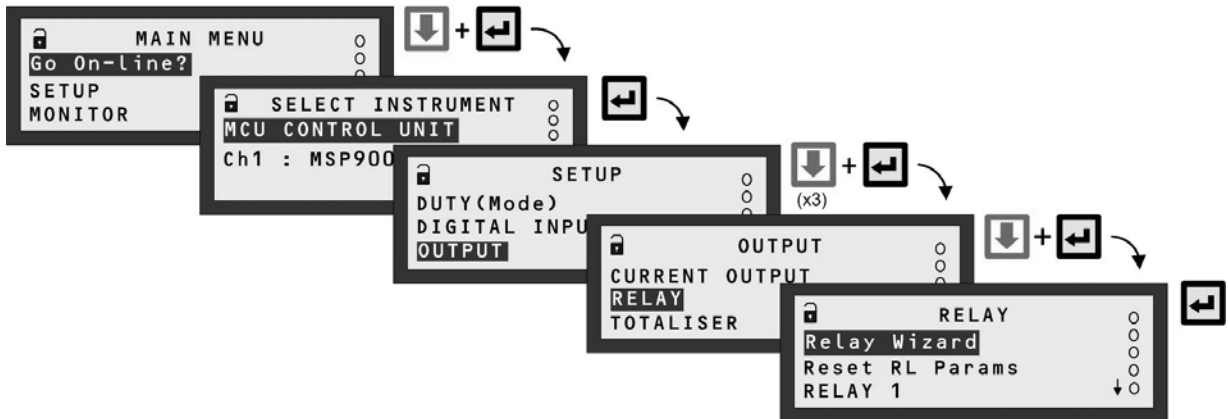 MAIN MENU
Go On-line?
SETUP
MONITOR
+
SELECT INSTRUMENT
MCU CONTROL UNIT
Ch1 : MSP900
SETUP
DUTY(Mode)
DIGITAL INPU
OUTPUT
+
(x3)
OUTPUT
CURRENT OUTPUT
RELAY
TOTALISER
+
RELAY
Relay Wizard
Reset RL Params
RELAY 1